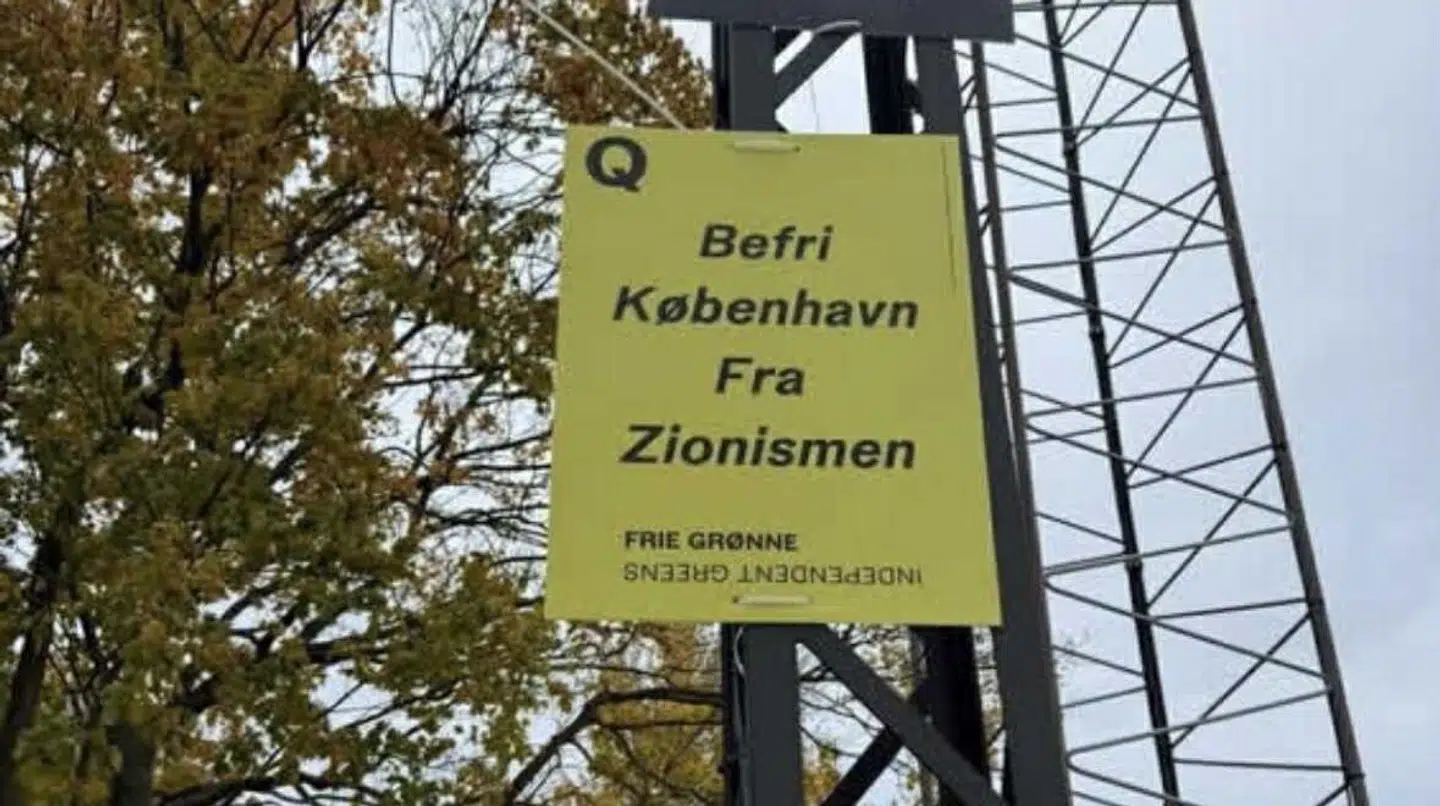 Q
Befri
København
Fra
Zionismen
FRIE GRØNNE
INDEPENDENT GREENS